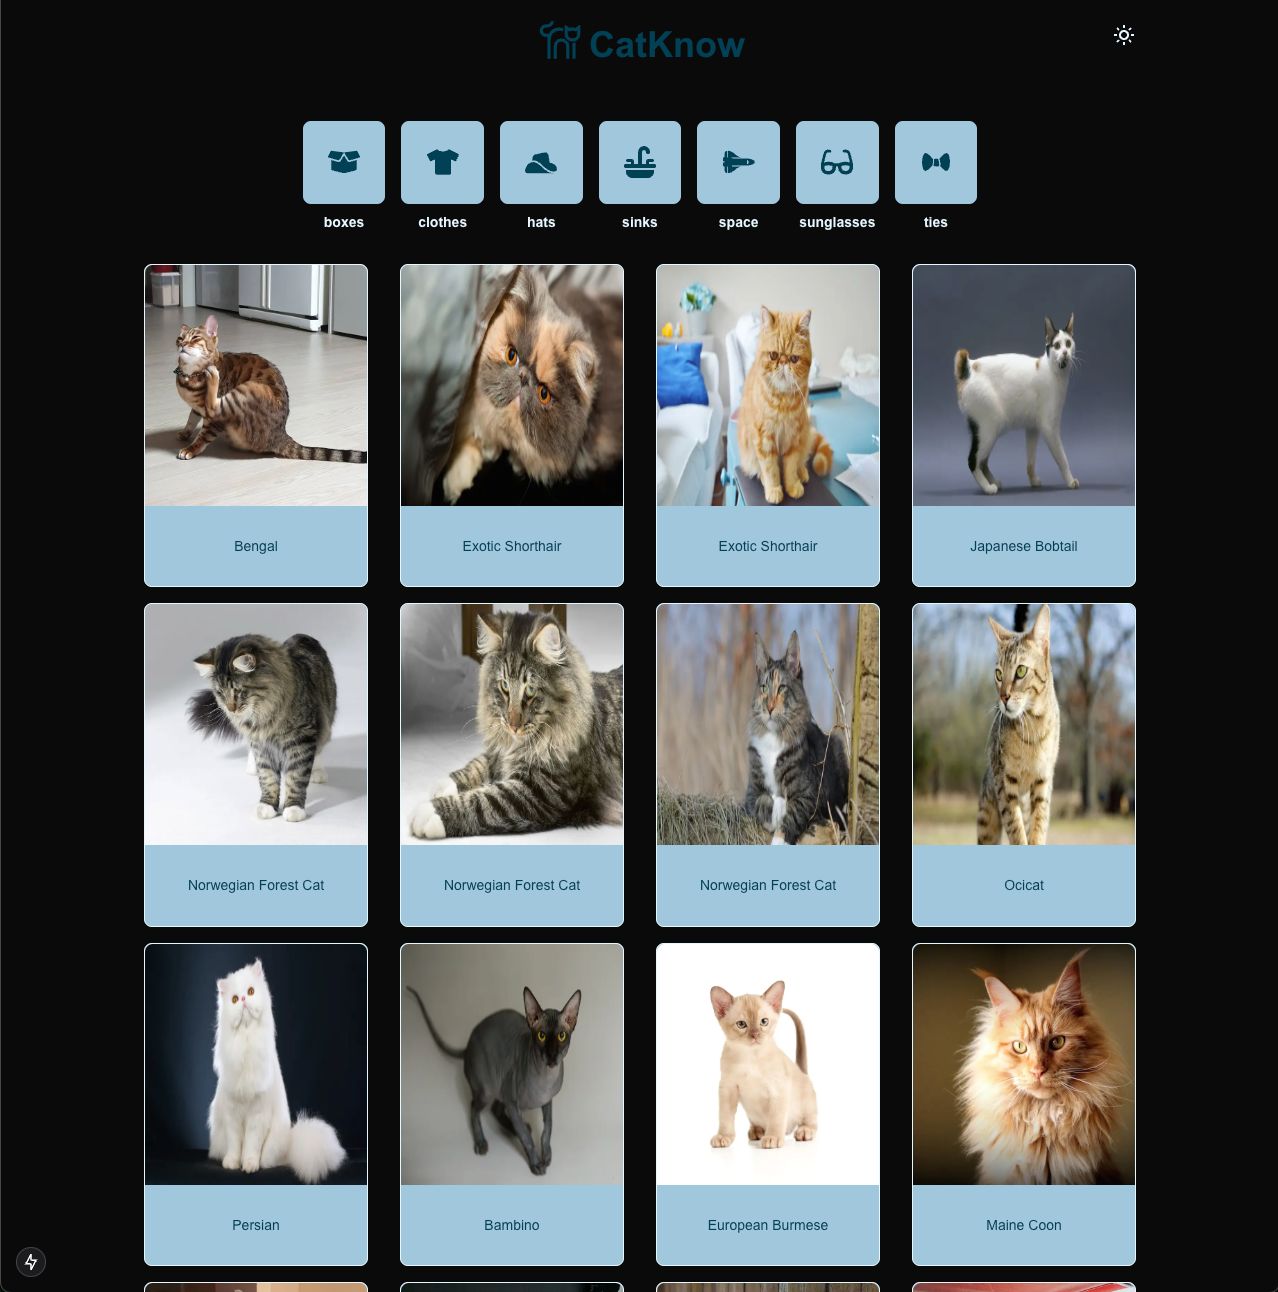 CatKnow
boxes clothes hats sinks space sunglasses ties
Bengal Exotic Shorthair Exotic Shorthair Japanese Bobtail
Norwegian Forest Cat Norwegian Forest Cat Norwegian Forest Cat Ocicat
Persian Bambino European Burmese Maine Coon